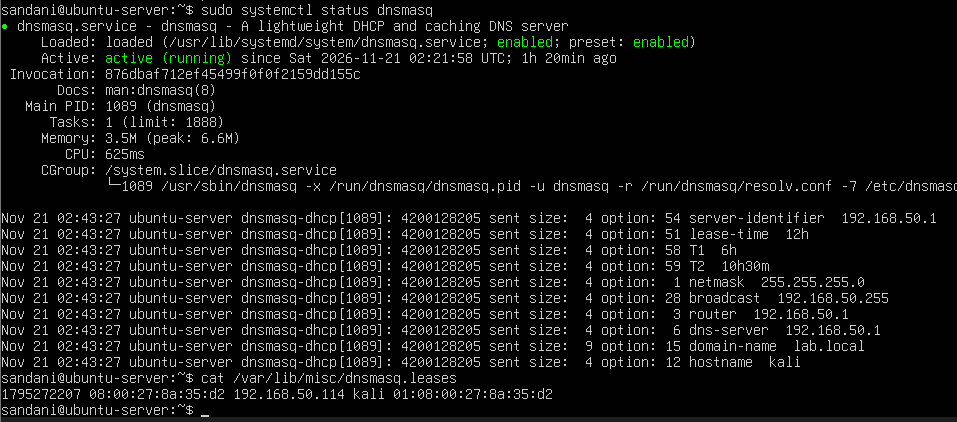 sandani@ubuntu-server:~$ sudo systemctl status dnsmasq
● dnsmasq.service - dnsmasq - A lightweight DHCP and caching DNS server
Loaded: loaded (/usr/lib/systemd/system/dnsmasq.service; enabled; preset: enabled)
Active: active (running) since Sat 2026-11-21 02:21:58 UTC; 1h 20min ago
Invocation: 876dbaf712ef45499f0f0f2159dd155c
Docs: man:dnsmasq(8)
Main PID: 1089 (dnsmasq)
Tasks: 1 (limit: 1888)
Memory: 3.5M (peak: 6.6M)
CPU: 625ms
CGroup: /system.slice/dnsmasq.service
└─1089 /usr/sbin/dnsmasq -x /run/dnsmasq/dnsmasq.pid -u dnsmasq -r /run/dnsmasq/resolv.conf -7 /etc/dnsmasq
Nov 21 02:43:27 ubuntu-server dnsmasq-dhcp[1089]: 4200128205 sent size:  4 option: 54 server-identifier  192.168.50.1
Nov 21 02:43:27 ubuntu-server dnsmasq-dhcp[1089]: 4200128205 sent size:  4 option: 51 lease-time  12h
Nov 21 02:43:27 ubuntu-server dnsmasq-dhcp[1089]: 4200128205 sent size:  4 option: 58 T1  6h
Nov 21 02:43:27 ubuntu-server dnsmasq-dhcp[1089]: 4200128205 sent size:  4 option: 59 T2  10h30m
Nov 21 02:43:27 ubuntu-server dnsmasq-dhcp[1089]: 4200128205 sent size:  4 option:  1 netmask  255.255.255.0
Nov 21 02:43:27 ubuntu-server dnsmasq-dhcp[1089]: 4200128205 sent size:  4 option: 28 broadcast  192.168.50.255
Nov 21 02:43:27 ubuntu-server dnsmasq-dhcp[1089]: 4200128205 sent size:  4 option:  3 router  192.168.50.1
Nov 21 02:43:27 ubuntu-server dnsmasq-dhcp[1089]: 4200128205 sent size:  4 option:  6 dns-server  192.168.50.1
Nov 21 02:43:27 ubuntu-server dnsmasq-dhcp[1089]: 4200128205 sent size:  9 option: 15 domain-name  lab.local
Nov 21 02:43:27 ubuntu-server dnsmasq-dhcp[1089]: 4200128205 sent size:  4 option: 12 hostname  kali
sandani@ubuntu-server:~$ cat /var/lib/misc/dnsmasq.leases
1795272207 08:00:27:8a:35:d2 192.168.50.114 kali 01:08:00:27:8a:35:d2
sandani@ubuntu-server:~$ _